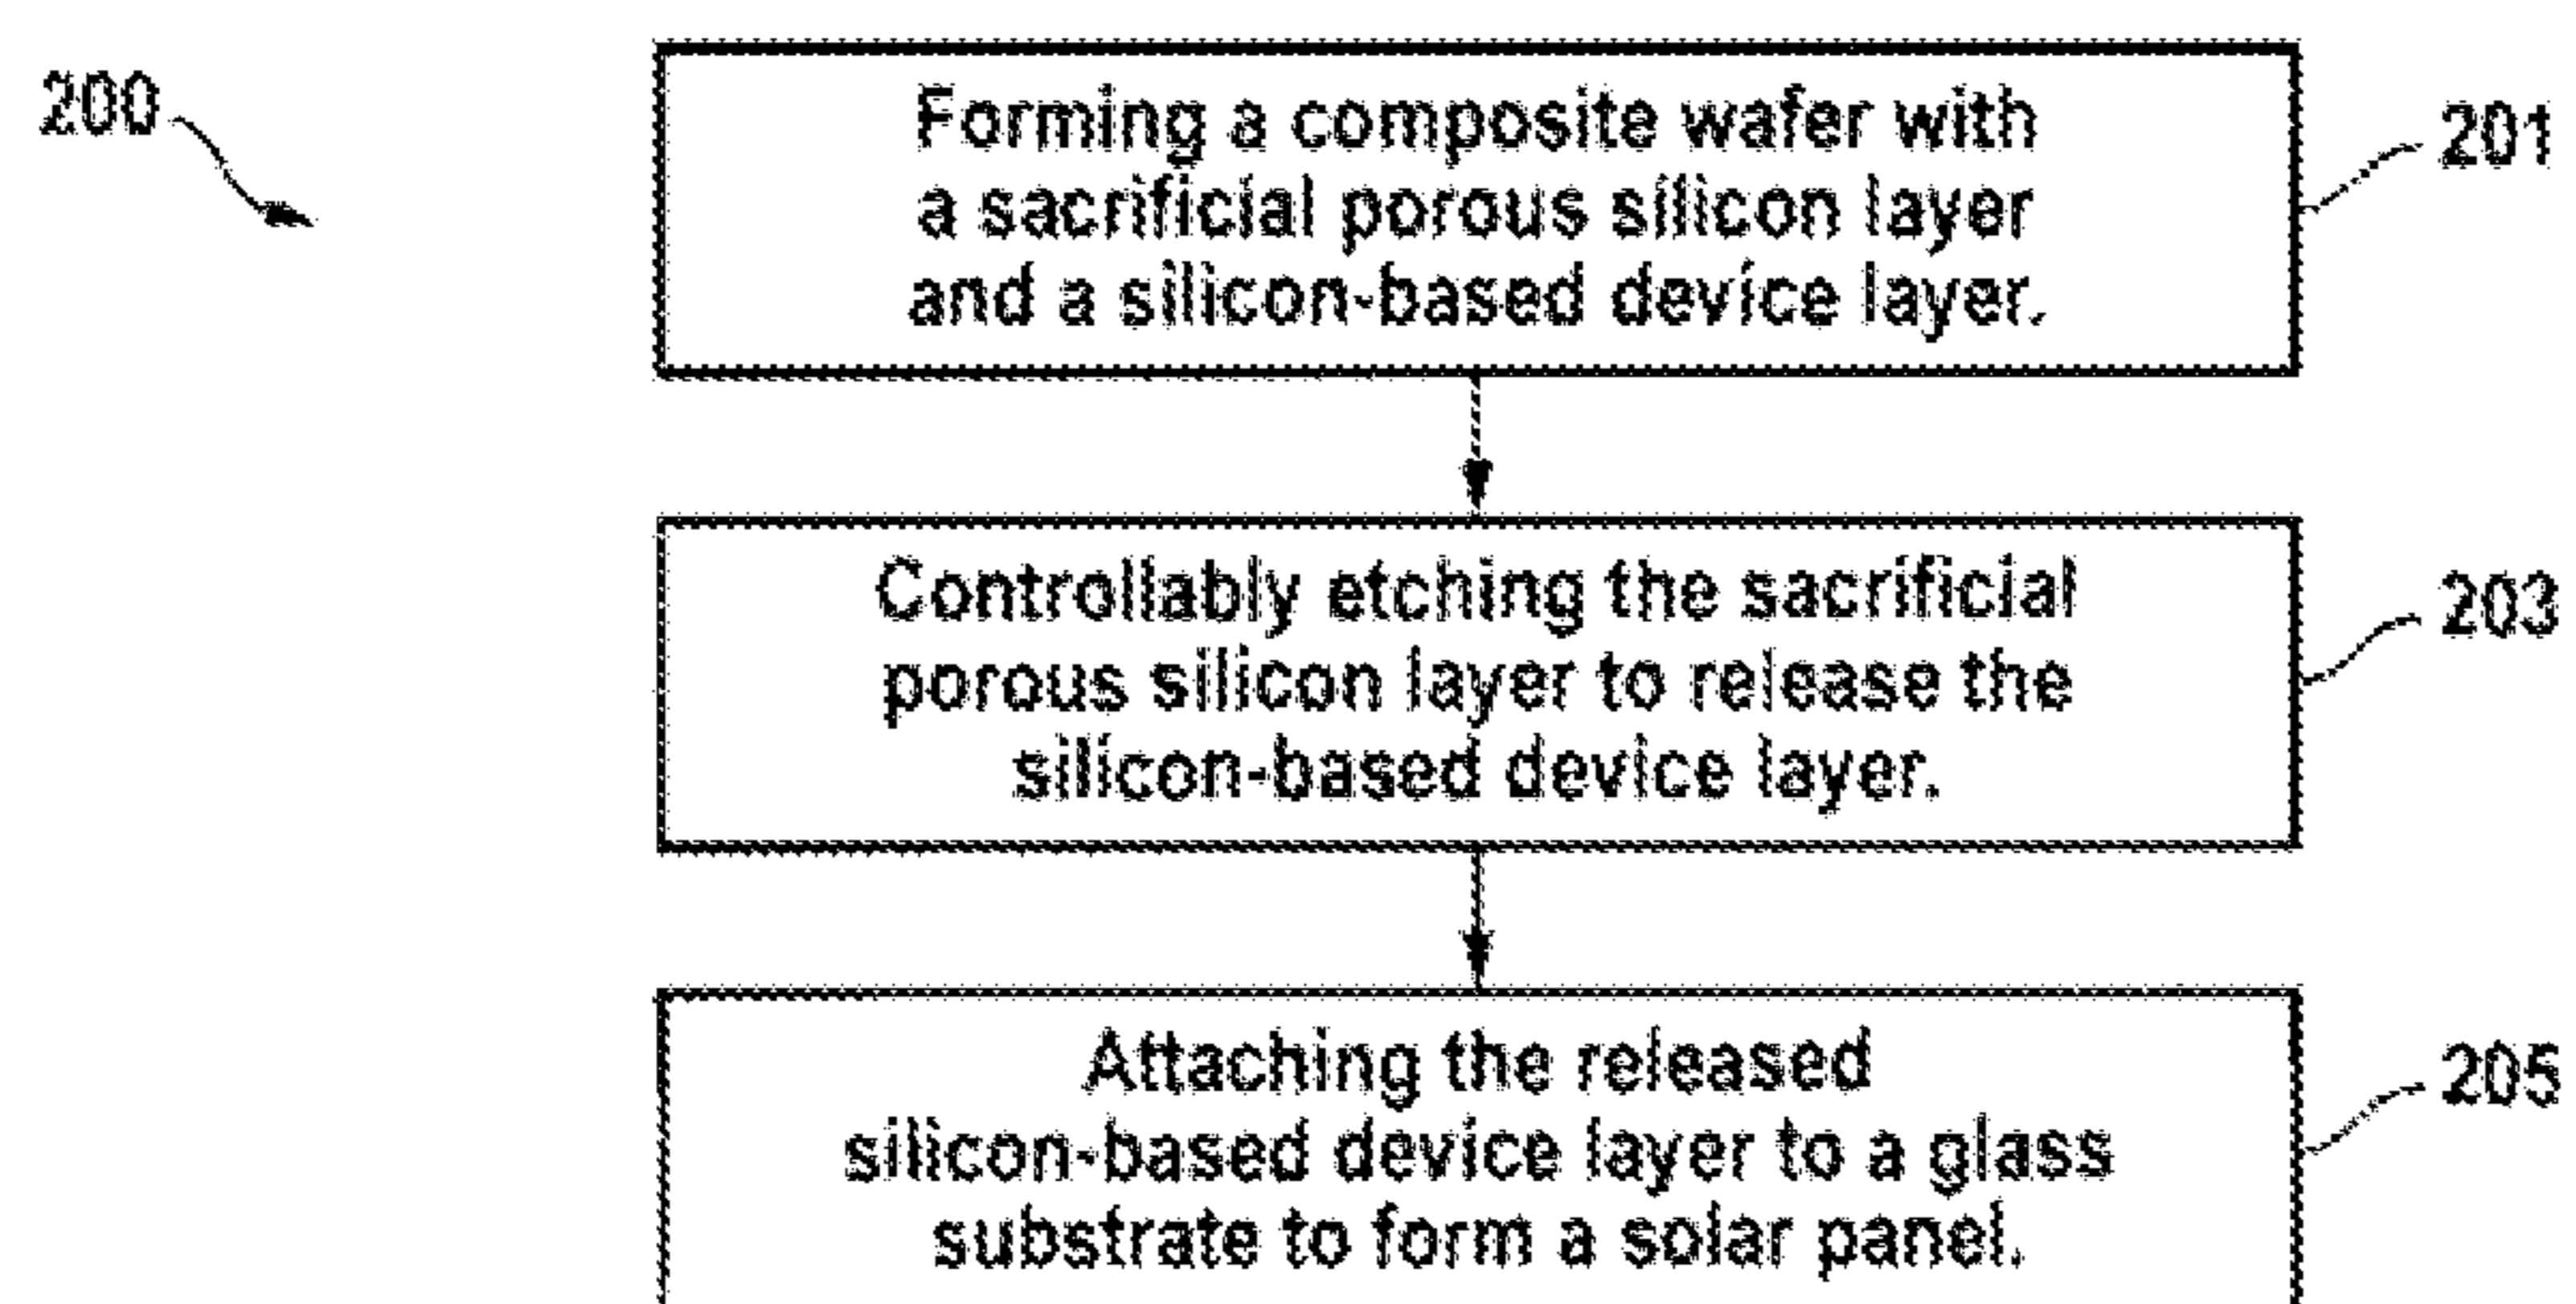 200
Forming a composite wafer with
a sacrificial porous silicon layer
and a silicon-based device layer.
201
Controllably etching the sacrificial
porous silicon layer to release the
silicon-based device layer.
203
Attaching the released
silicon-based device layer to a glass
substrate to form a solar panel.
205